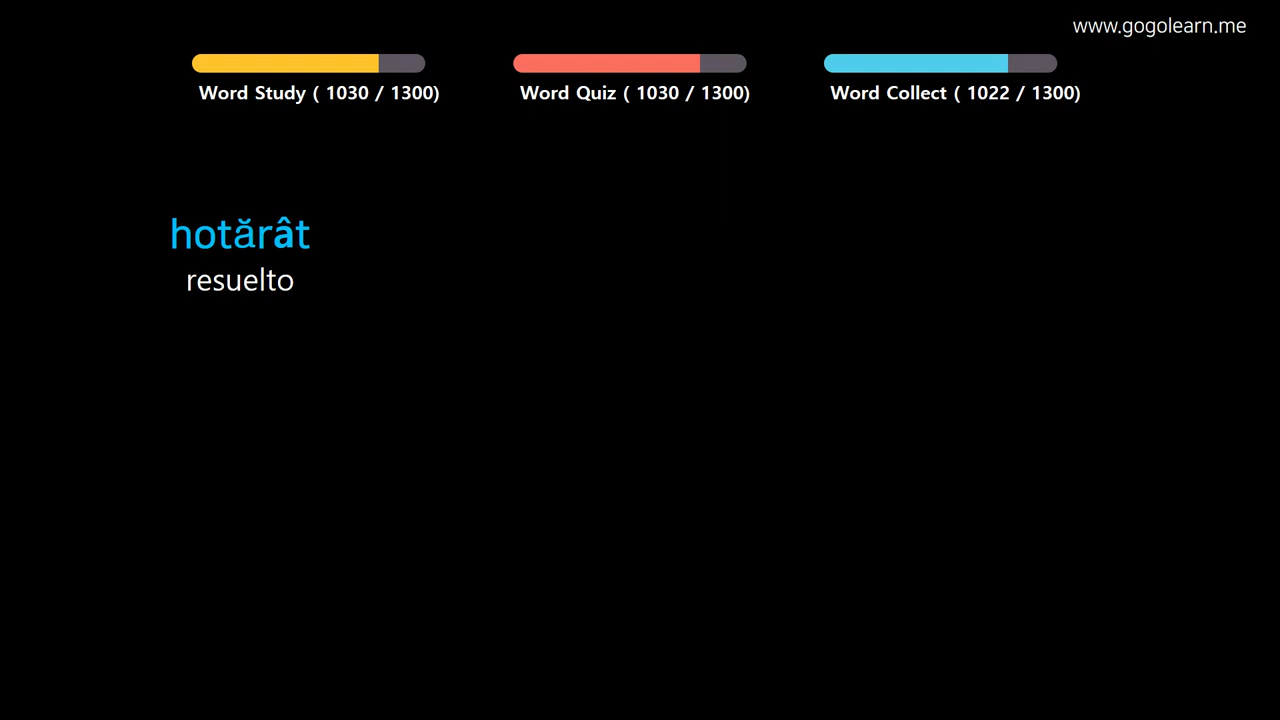 www.gogolearn.me
Word Study ( 1030 / 1300)
Word Quiz ( 1030 / 1300)
Word Collect ( 1022 / 1300)
hotărât
resuelto